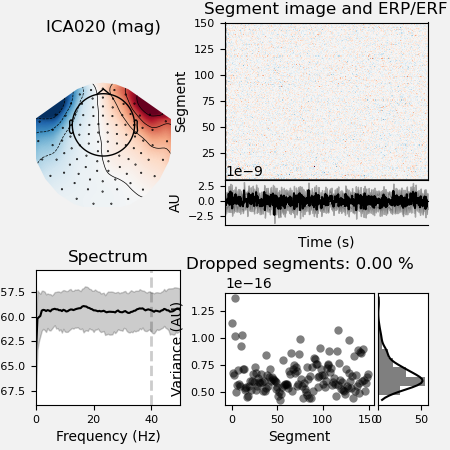 ICA020 (mag)
Segment image and ERP/ERF
150
125
100
75
50
25
Segment
1e−9
2.5
0.0
−2.5
AU
Time (s)
Spectrum
57.5
60.0
62.5
65.0
67.5
0 20 40
Frequency (Hz)
Dropped segments: 0.00 %
1e−16
1.25
1.00
0.75
0.50
Variance (AU)
0 50 100 150
Segment
0 50